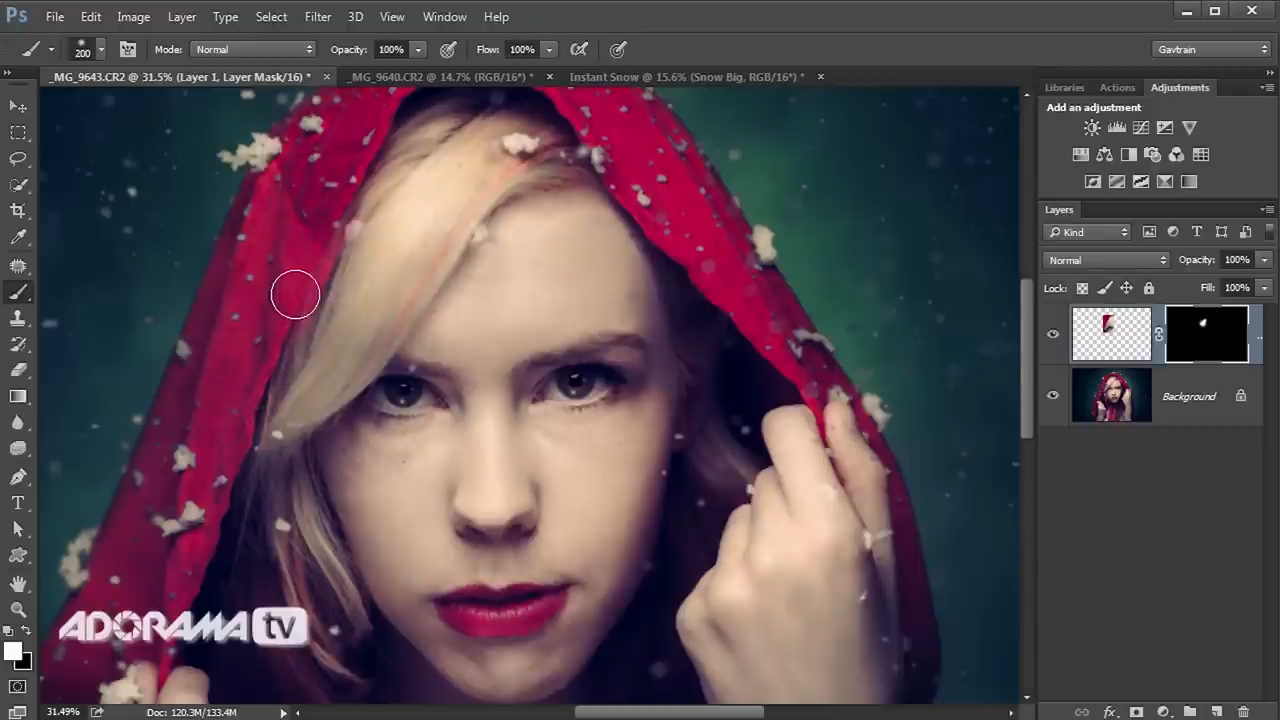 Ps File Edit Image Layer Type Select Filter 3D View Window Help
200 Mode: Normal Opacity: 100% Flow: 100% Gavtrain
_MG_9643.CR2 @ 31.5% (Layer 1, Layer Mask/16) * _MG_9640.CR2 @ 14.7% (RGB/16*) * Instant Snow @ 15.6% (Snow Big, RGB/16*) *
Libraries Actions Adjustments
Add an adjustment
Layers
Kind
Normal Opacity: 100%
Lock: Fill: 100%
Background
ADORAMA tv
31.49% Doc: 120.3M/133.4M